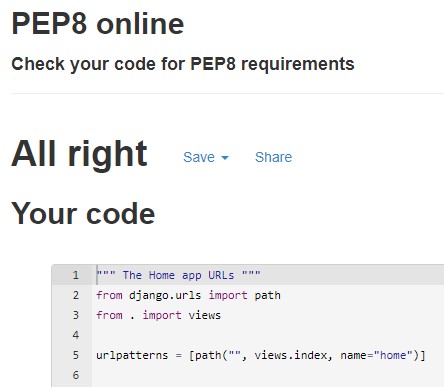 PEP8 online
Check your code for PEP8 requirements
All right Save Share
Your code
1 """ The Home app URLs """
2 from django.urls import path
3 from . import views
4
5 urlpatterns = [path("", views.index, name="home")]
6